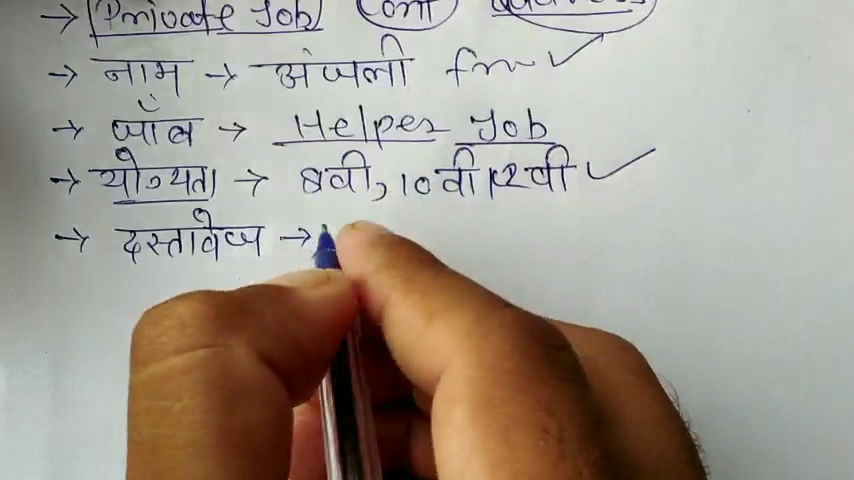 → Private Job
→ नाम → अंजली
→ जॉब → Helper Job
→ योग्यता → 8वी, 10वी 12वी
→ दस्तावेज →